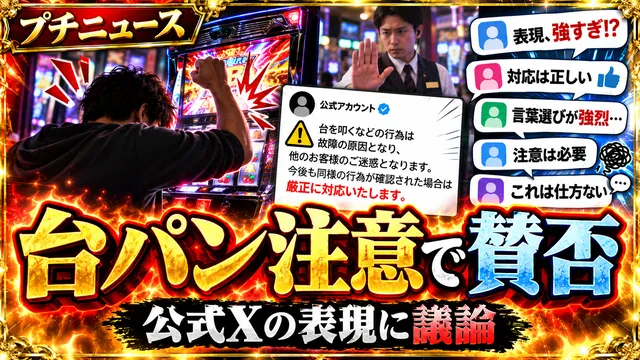 プチニュース
公式アカウント
台を叩くなどの行為は
故障の原因となり、
他のお客様のご迷惑となります。
今後も同様の行為が確認された場合は
厳正に対応いたします。
表現、強すぎ!?
対応は正しい
言葉選びが強烈…
注意は必要
これは仕方ない
台パン注意で賛否
公式Xの表現に議論